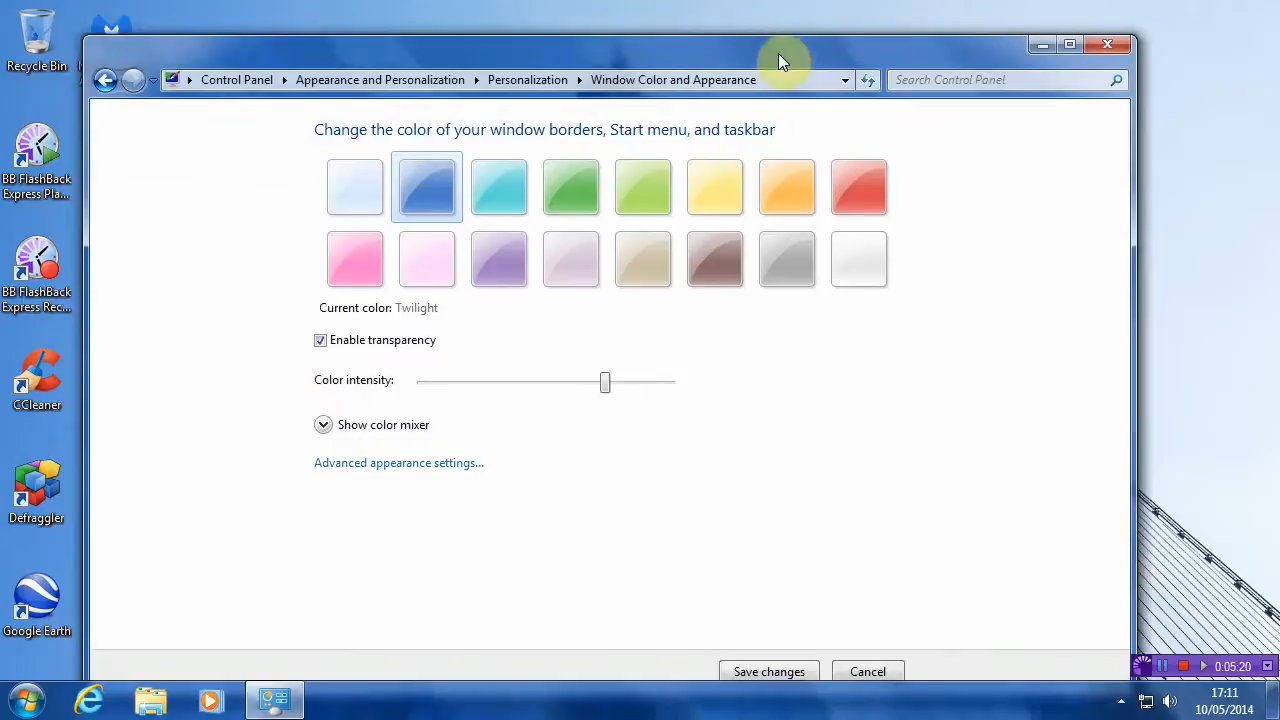 Recycle Bin
BB FlashBack
Express Pla...
BB FlashBack
Express Rec...
CCleaner
Defraggler
Google Earth
Control Panel
Appearance and Personalization
Personalization
Window Color and Appearance
Search Control Panel
Change the color of your window borders, Start menu, and taskbar
Current color: Twilight
Enable transparency
Color intensity:
Show color mixer
Advanced appearance settings...
Save changes
Cancel
0:05:20
17:11
10/05/2014